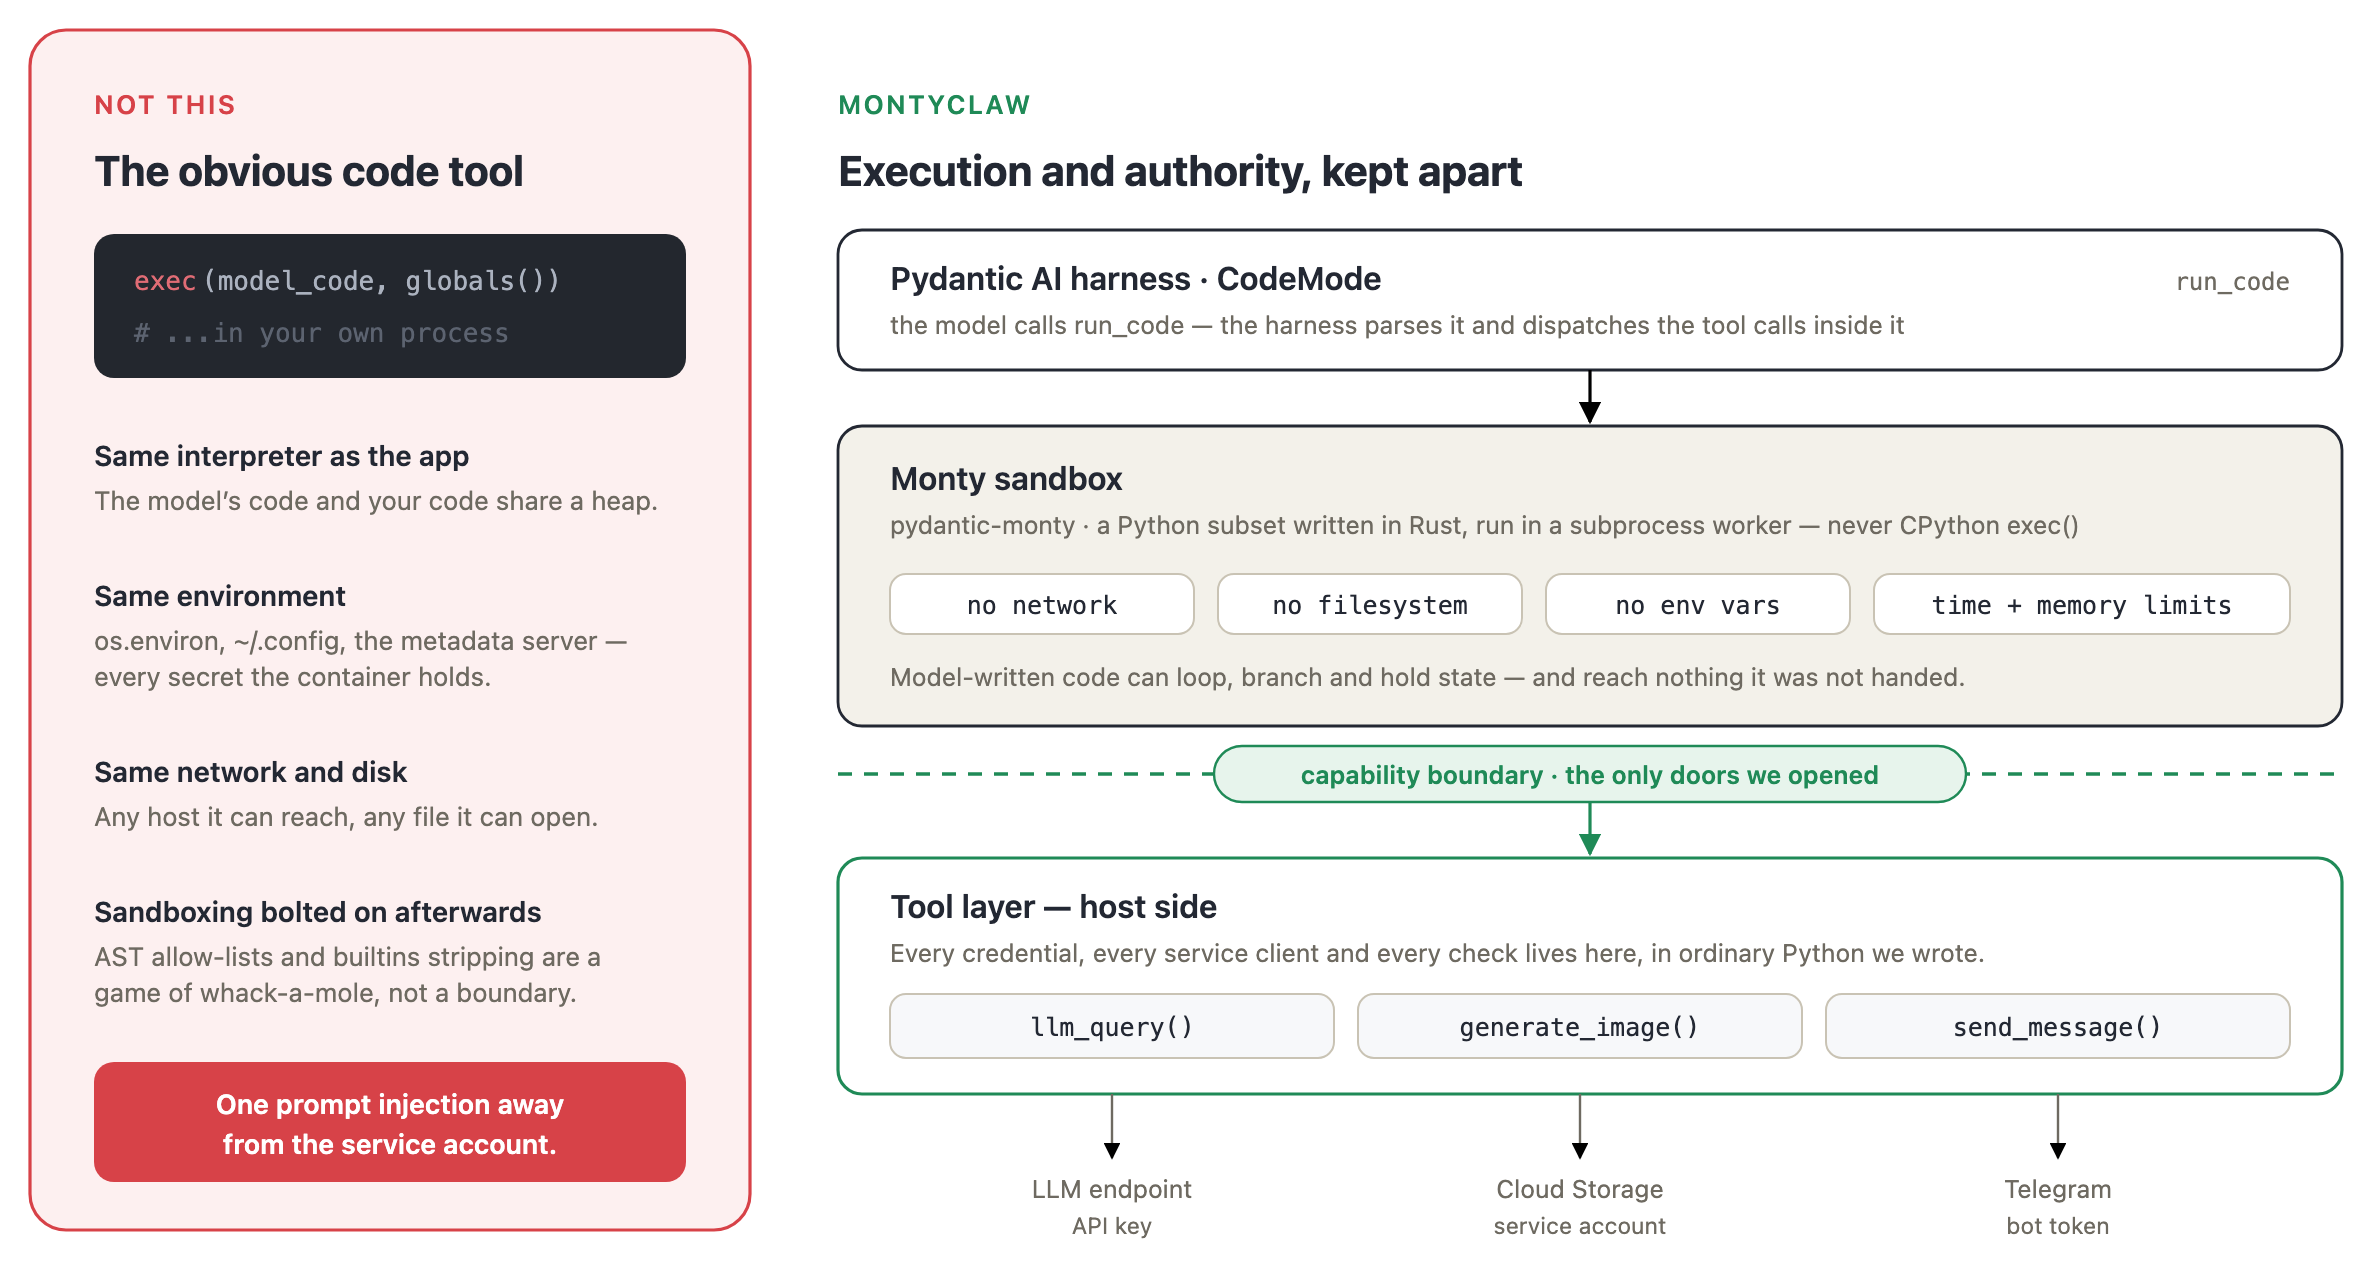 NOT THIS
The obvious code tool
exec(model_code, globals())
# ...in your own process
Same interpreter as the app
The model’s code and your code share a heap.
Same environment
os.environ, ~/.config, the metadata server —
every secret the container holds.
Same network and disk
Any host it can reach, any file it can open.
Sandboxing bolted on afterwards
AST allow-lists and builtins stripping are a
game of whack-a-mole, not a boundary.
One prompt injection away
from the service account.
MONTYCLAW
Execution and authority, kept apart
Pydantic AI harness · CodeMode
run_code
the model calls run_code — the harness parses it and dispatches the tool calls inside it
Monty sandbox
pydantic-monty · a Python subset written in Rust, run in a subprocess worker — never CPython exec()
no network
no filesystem
no env vars
time + memory limits
Model-written code can loop, branch and hold state — and reach nothing it was not handed.
capability boundary · the only doors we opened
Tool layer — host side
Every credential, every service client and every check lives here, in ordinary Python we wrote.
llm_query()
generate_image()
send_message()
LLM endpoint
API key
Cloud Storage
service account
Telegram
bot token